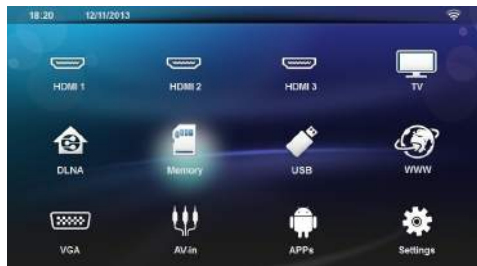 18:20 12/11/2013
HDMI 1 HDMI 2 HDMI 3 TV
DLNA Memory USB WWW
VGA AV-in APPs Settings